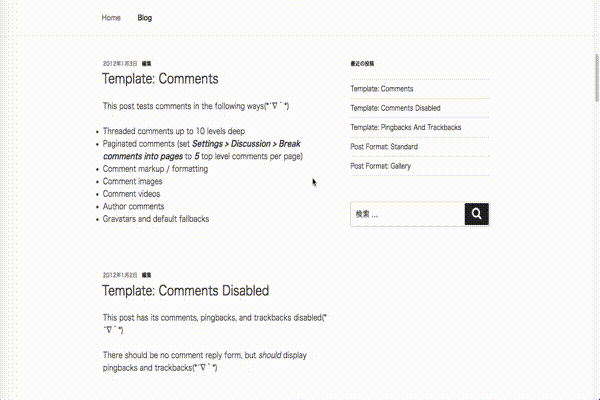 Home Blog
2012年1月3日 編集
Template: Comments
This post tests comments in the following ways(*´∇｀*)
• Threaded comments up to 10 levels deep
• Paginated comments (set Settings > Discussion > Break
comments into pages to 5 top level comments per page)
• Comment markup / formatting
• Comment images
• Comment videos
• Author comments
• Gravatars and default fallbacks
2012年1月2日 編集
Template: Comments Disabled
This post has its comments, pingbacks, and trackbacks disabled(*
´∇｀*)
There should be no comment reply form, but should display
pingbacks and trackbacks(*´∇｀*)
最近の投稿
Template: Comments
Template: Comments Disabled
Template: Pingbacks And Trackbacks
Post Format: Standard
Post Format: Gallery
検索 …